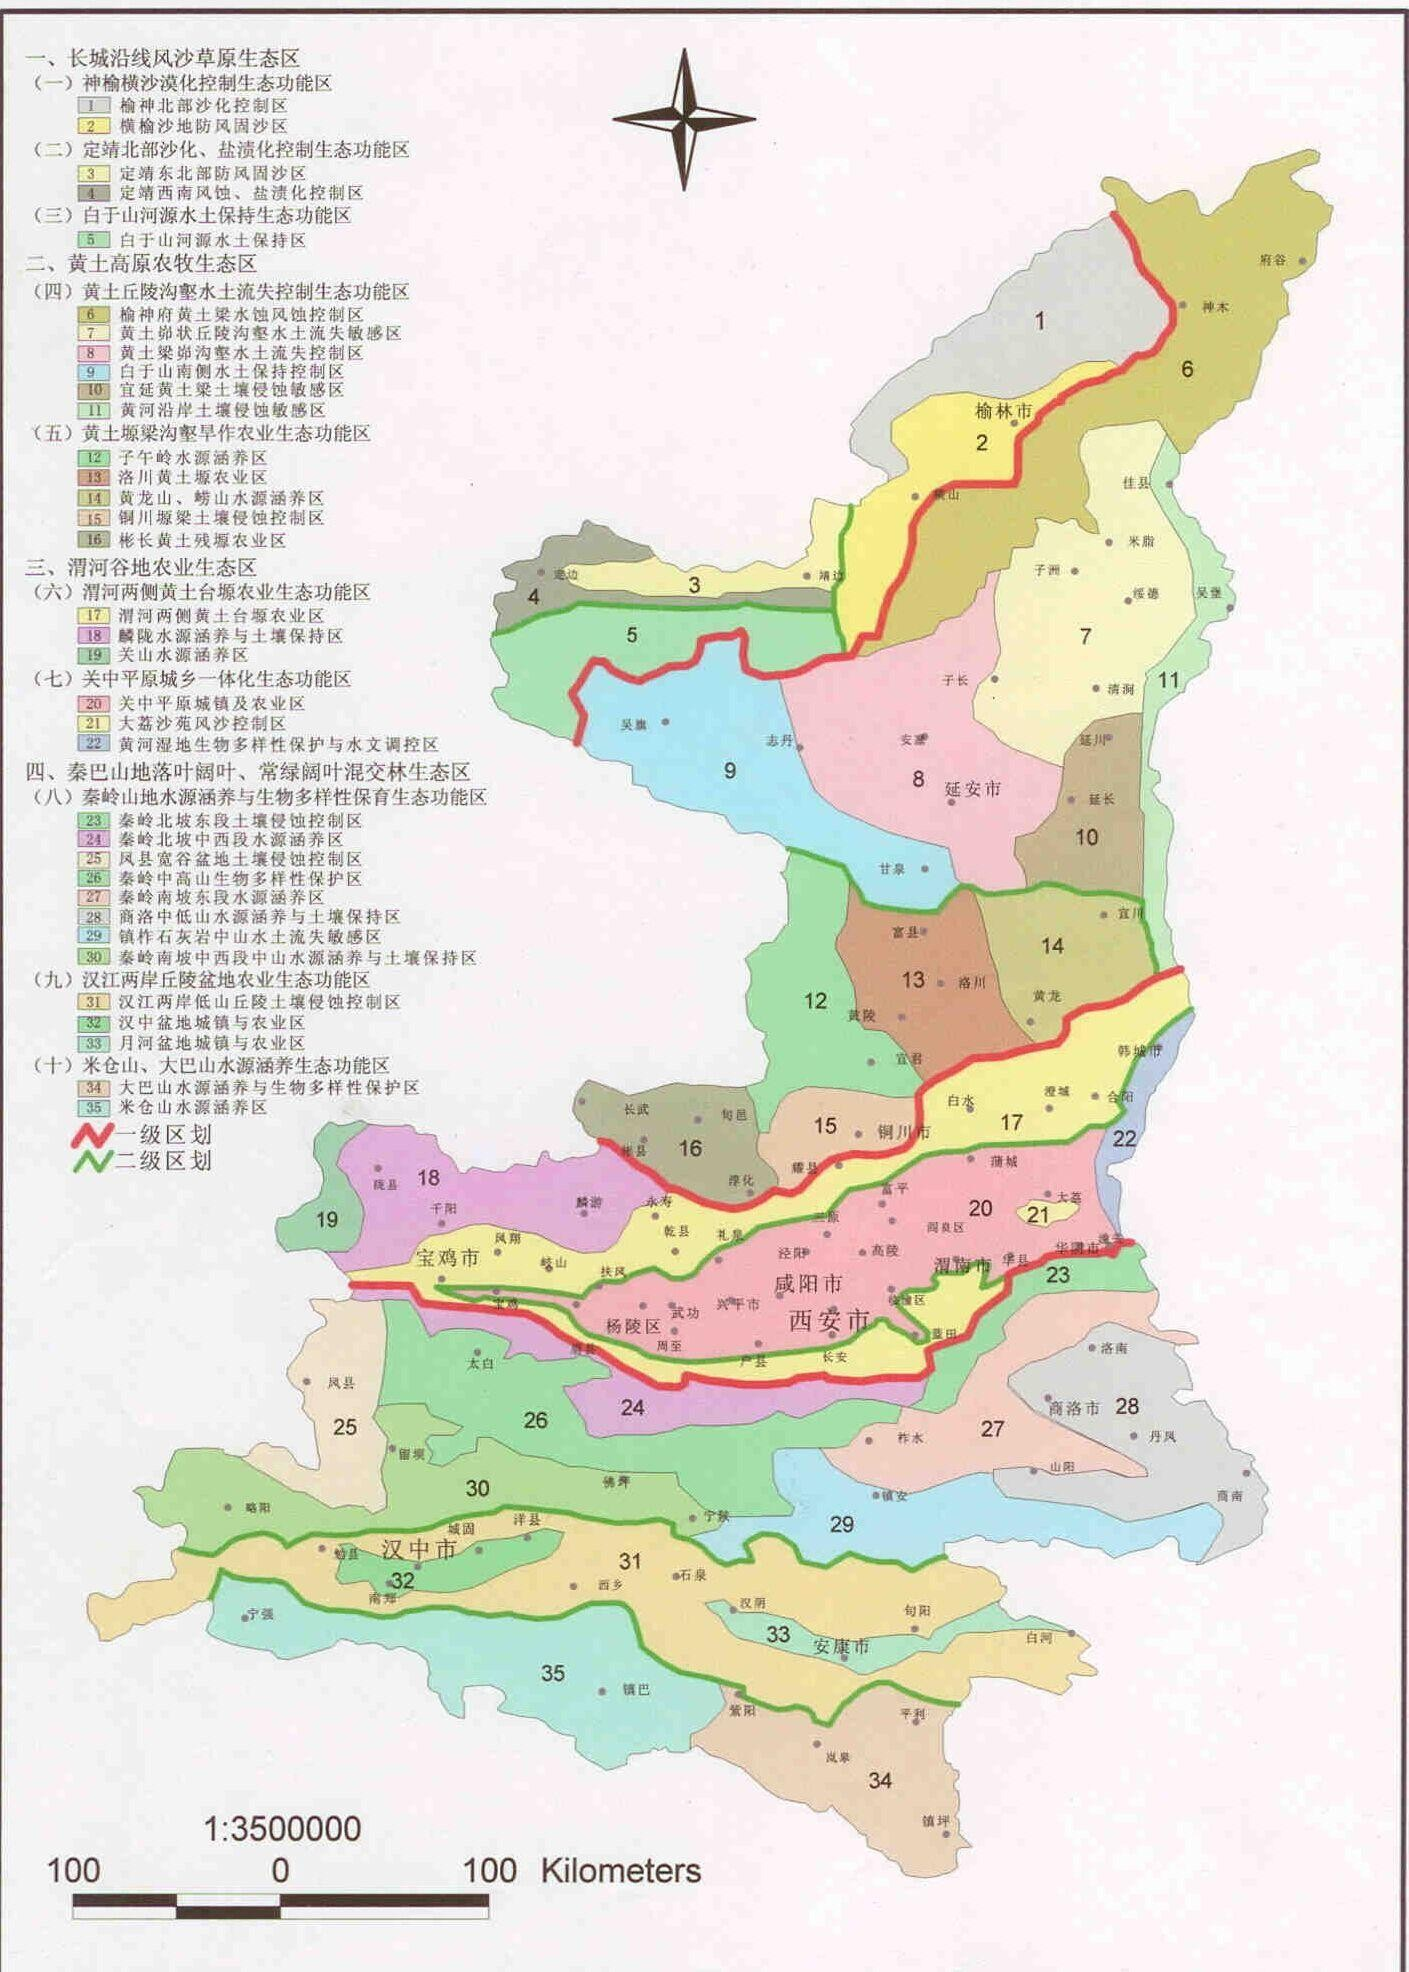 一、长城沿线风沙草原生态区
（一）神榆横沙漠化控制生态功能区
1 榆神北部沙化控制区
2 横榆沙地防风固沙区
（二）定靖北部沙化、盐渍化控制生态功能区
3 定靖东北部防风固沙区
4 定靖西南风蚀、盐渍化控制区
（三）白于山河源水土保持生态功能区
5 白于山河源水土保持区
二、黄土高原农牧生态区
（四）黄土丘陵沟壑水土流失控制生态功能区
6 榆神府黄土梁水蚀风蚀控制区
7 黄土峁状丘陵沟壑水土流失敏感区
8 黄土梁峁沟壑水土流失控制区
9 白于山南侧水土保持控制区
10 宜延黄土梁土壤侵蚀敏感区
11 黄河沿岸土壤侵蚀敏感区
（五）黄土塬梁沟壑旱作农业生态功能区
12 子午岭水源涵养区
13 洛川黄土塬农业区
14 黄龙山、崂山水源涵养区
15 铜川塬梁土壤侵蚀控制区
16 彬长黄土残塬农业区
三、渭河谷地农业生态区
（六）渭河两侧黄土台塬农业生态功能区
17 渭河两侧黄土台塬农业区
18 麟陇水源涵养与土壤保持区
19 关山水源涵养区
（七）关中平原城乡一体化生态功能区
20 关中平原城镇及农业区
21 大荔沙苑风沙控制区
22 黄河湿地生物多样性保护与水文调控区
四、秦巴山地落叶阔叶、常绿阔叶混交林生态区
（八）秦岭山地水源涵养与生物多样性保育生态功能区
23 秦岭北坡东段土壤侵蚀控制区
24 秦岭北坡中西段水源涵养区
25 凤县宽谷盆地土壤侵蚀控制区
26 秦岭中高山生物多样性保护区
27 秦岭南坡东段水源涵养区
28 商洛中低山水源涵养与土壤保持区
29 镇柞石灰岩中山水土流失敏感区
30 秦岭南坡中西段中山水源涵养与土壤保持区
（九）汉江两岸丘陵盆地农业生态功能区
31 汉江两岸低山丘陵土壤侵蚀控制区
32 汉中盆地城镇与农业区
33 月河盆地城镇与农业区
（十）米仓山、大巴山水源涵养生态功能区
34 大巴山水源涵养与生物多样性保护区
35 米仓山水源涵养区
一级区划
二级区划
府谷
神木
1
6
榆林市
2
横山
佳县
米脂
子洲
绥德
吴堡
定边
靖边
3
4
5
7
清涧
11
子长
吴旗
志丹
安塞
延川
9
8
延安市
延长
10
甘泉
宜川
富县
14
13
洛川
12
黄龙
黄陵
宜君
韩城市
澄城
合阳
白水
17
长武
旬邑
15
铜川市
22
16
彬县
耀县
蒲城
淳化
18
陇县
千阳
麟游
永寿
富平
大荔
19
20
21
三原
阎良区
凤翔
乾县
礼泉
宝鸡市
岐山
扶风
泾阳
高陵
渭南市
华县
华阴市
潼关
23
宝鸡
咸阳市
兴平市
武功
西安市
临潼区
杨陵区
周至
户县
长安
蓝田
眉县
太白
洛南
凤县
24
商洛市
28
25
26
27
丹凤
柞水
留坝
山阳
30
佛坪
镇安
商南
略阳
宁陕
29
城固
洋县
勉县
汉中市
31
32
石泉
西乡
南郑
汉阴
旬阳
宁强
33
安康市
白河
35
镇巴
紫阳
平利
岚皋
34
镇坪
1:3500000
100 0 100 Kilometers